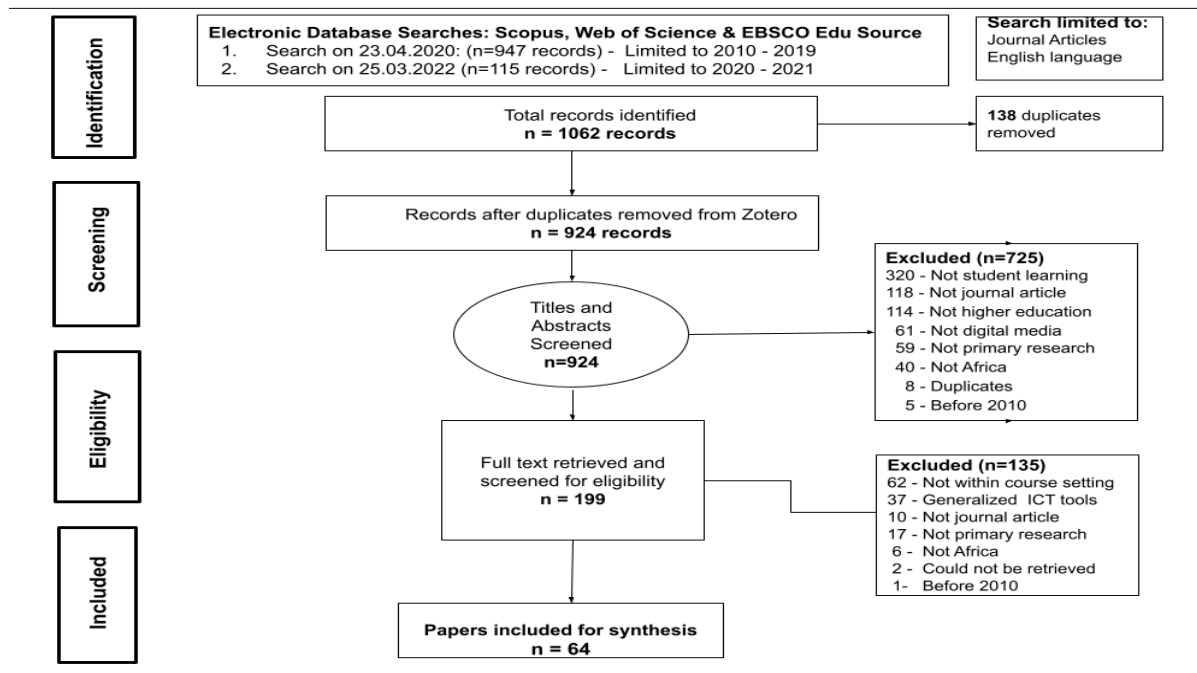 Electronic Database Searches: Scopus, Web of Science & EBSCO Edu Source
1. Search on 23.04.2020: (n=947 records) - Limited to 2010 - 2019
2. Search on 25.03.2022 (n=115 records) - Limited to 2020 - 2021
Search limited to:
Journal Articles
English language
Identification
Total records identified
n = 1062 records
138 duplicates
removed
Screening
Records after duplicates removed from Zotero
n = 924 records
Titles and
Abstracts
Screened
n=924
Excluded (n=725)
320 - Not student learning
118 - Not journal article
114 - Not higher education
61 - Not digital media
59 - Not primary research
40 - Not Africa
8 - Duplicates
5 - Before 2010
Eligibility
Full text retrieved and
screened for eligibility
n = 199
Excluded (n=135)
62 - Not within course setting
37 - Generalized ICT tools
10 - Not journal article
17 - Not primary research
6 - Not Africa
2 - Could not be retrieved
1- Before 2010
Included
Papers included for synthesis
n = 64